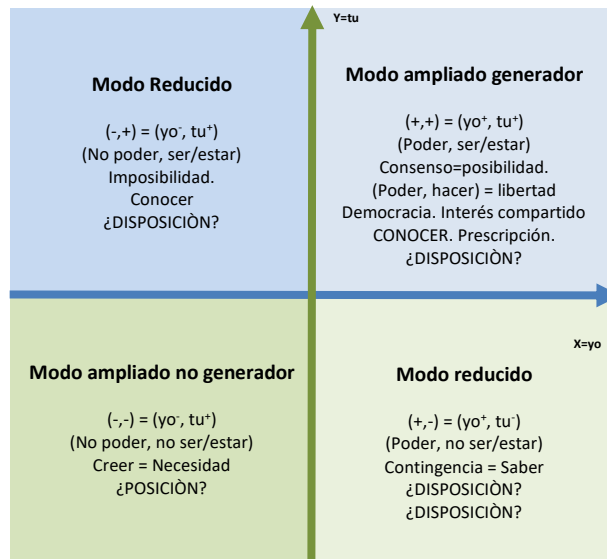 Y=tu
Modo Reducido
(-,+) = (yo⁻, tu⁺)
(No poder, ser/estar)
Imposibilidad.
Conocer
¿DISPOSICIÒN?
Modo ampliado generador
(+,+) = (yo⁺, tu⁺)
(Poder, ser/estar)
Consenso=posibilidad.
(Poder, hacer) = libertad
Democracia. Interés compartido
CONOCER. Prescripción.
¿DISPOSICIÒN?
X=yo
Modo ampliado no generador
(-,-) = (yo⁻, tu⁺)
(No poder, no ser/estar)
Creer = Necesidad
¿POSICIÒN?
Modo reducido
(+,-) = (yo⁺, tu⁻)
(Poder, no ser/estar)
Contingencia = Saber
¿DISPOSICIÒN?
¿DISPOSICIÒN?